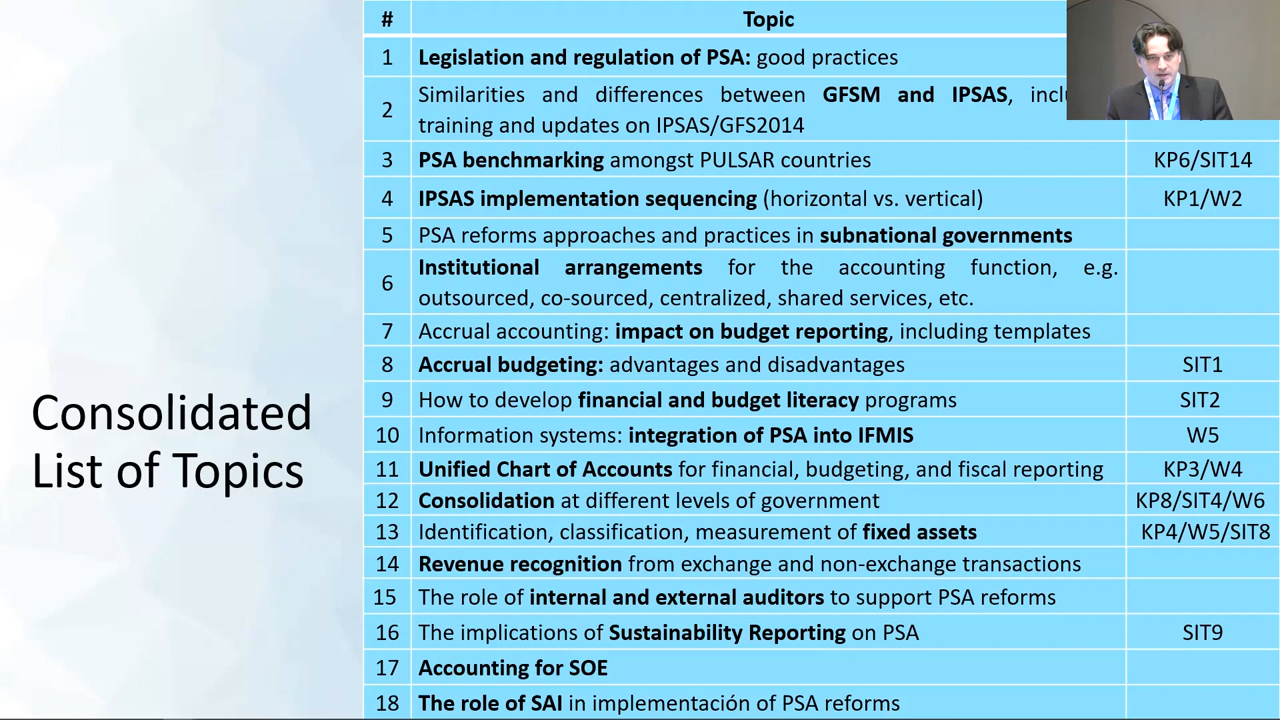 # Topic
1 Legislation and regulation of PSA: good practices
2 Similarities and differences between GFSM and IPSAS,
training and updates on IPSAS/GFS2014
3 PSA benchmarking amongst PULSAR countries KP6/SIT14
4 IPSAS implementation sequencing (horizontal vs. vertical) KP1/W2
5 PSA reforms approaches and practices in subnational governments
6 Institutional arrangements for the accounting function, e.g.
outsourced, co-sourced, centralized, shared services, etc.
7 Accrual accounting: impact on budget reporting, including templates
8 Accrual budgeting: advantages and disadvantages SIT1
9 How to develop financial and budget literacy programs SIT2
10 Information systems: integration of PSA into IFMIS W5
11 Unified Chart of Accounts for financial, budgeting, and fiscal reporting KP3/W4
12 Consolidation at different levels of government KP8/SIT4/W6
13 Identification, classification, measurement of fixed assets KP4/W5/SIT8
14 Revenue recognition from exchange and non-exchange transactions
15 The role of internal and external auditors to support PSA reforms
16 The implications of Sustainability Reporting on PSA SIT9
17 Accounting for SOE
18 The role of SAI in implementación of PSA reforms
Consolidated
List of Topics